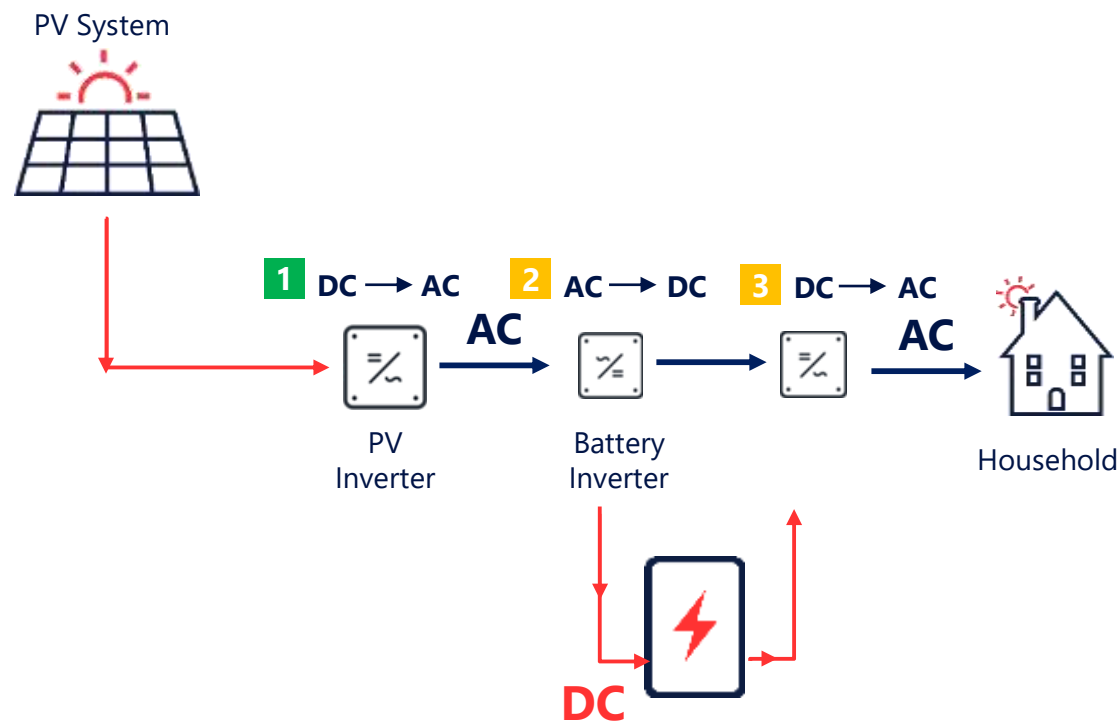 PV System
1 DC → AC
2 AC → DC
3 DC → AC
AC
AC
PV
Inverter
Battery
Inverter
Household
DC